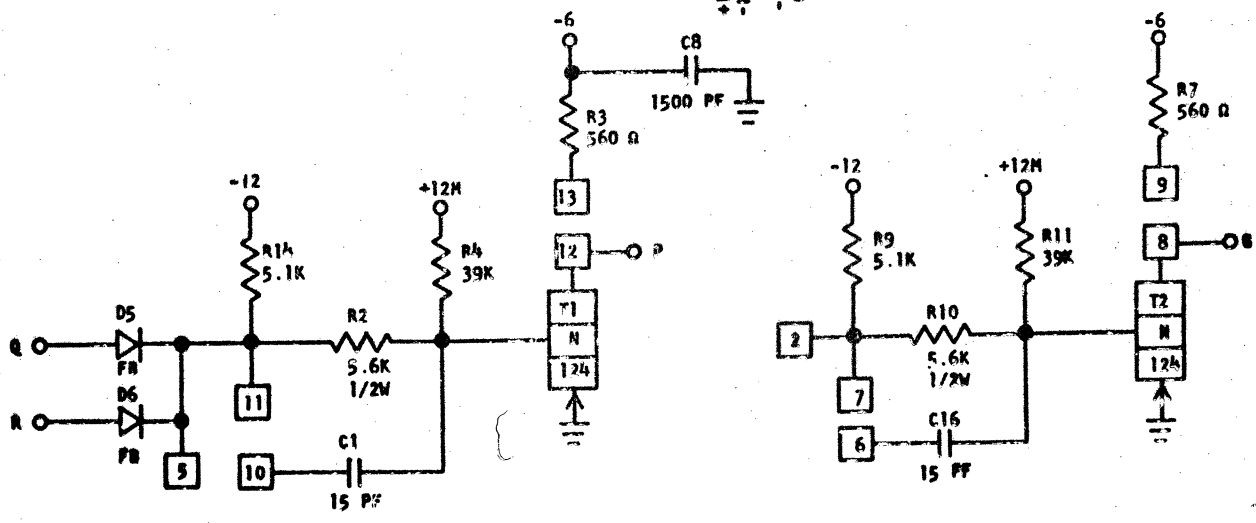 -6
C8
1500 PF
R3
560 Ω
13
12
P
-12
R14
5.1K
+12M
R4
39K
T1
N
124
D5
FR
Q
R2
5.6K
1/2W
D6
R
5
11
10
C1
15 PF
-6
R7
560 Ω
9
8
-12
R9
5.1K
+12M
R11
39K
T2
N
124
2
R10
5.6K
1/2W
7
6
C16
15 PF